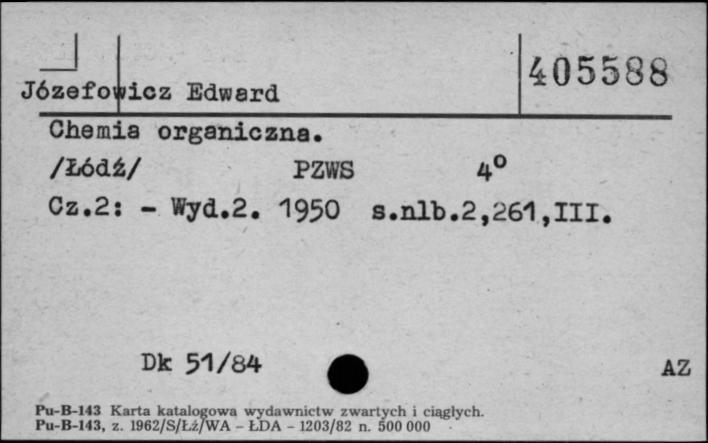 405588
Józefowicz Edward
Chemia organiczna.
/Łódź/ PZWS 4°
Cz.2: - Wyd.2. 1950 s.nlb.2,261,III.
Dk 51/84 AZ
Pu-B-143 Karta katalogowa wydawnictw zwartych i ciągłych.
Pu-B-143, z. 1962/S/Łź/WA - ŁDA - 1203/82 n. 500 000